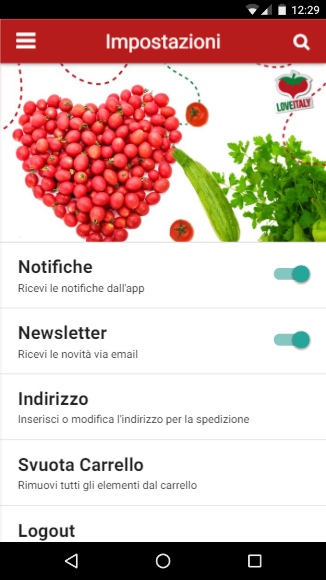 12:29
Impostazioni
LOVEITALY
Notifiche
Ricevi le notifiche dall'app
Newsletter
Ricevi le novità via email
Indirizzo
Inserisci o modifica l'indirizzo per la spedizione
Svuota Carrello
Rimuovi tutti gli elementi dal carrello
Logout